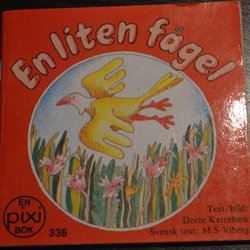 En liten fågel
EN
pixi
BOK
336
Text/bild:
Dorte Karrebæk
Svensk text: M S Viberg